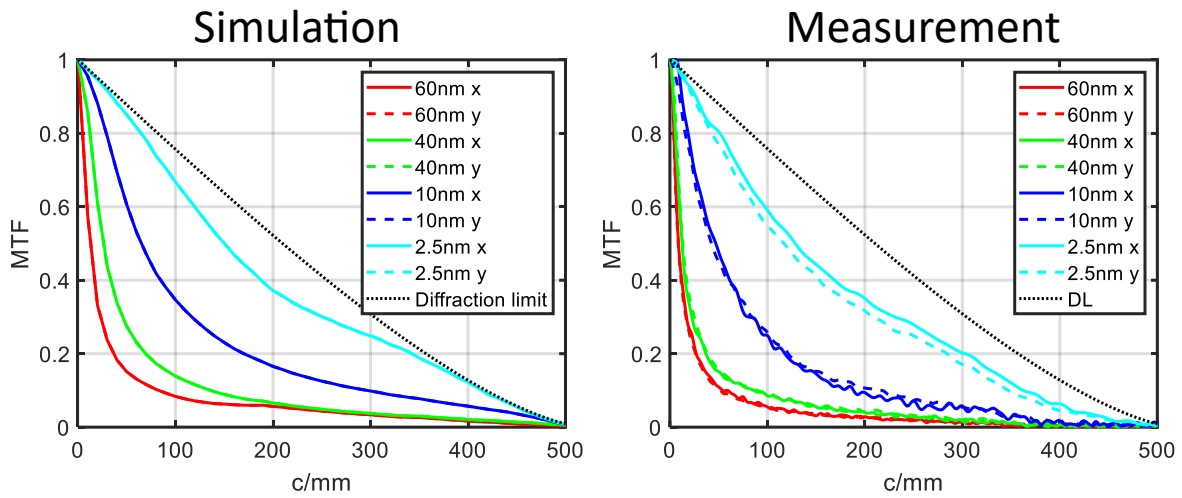 Simulation
MTF
1
0.8
0.6
0.4
0.2
0
0 100 200 300 400 500
c/mm
60nm x
60nm y
40nm x
40nm y
10nm x
10nm y
2.5nm x
2.5nm y
Diffraction limit
Measurement
MTF
1
0.8
0.6
0.4
0.2
0
0 100 200 300 400 500
c/mm
60nm x
60nm y
40nm x
40nm y
10nm x
10nm y
2.5nm x
2.5nm y
DL